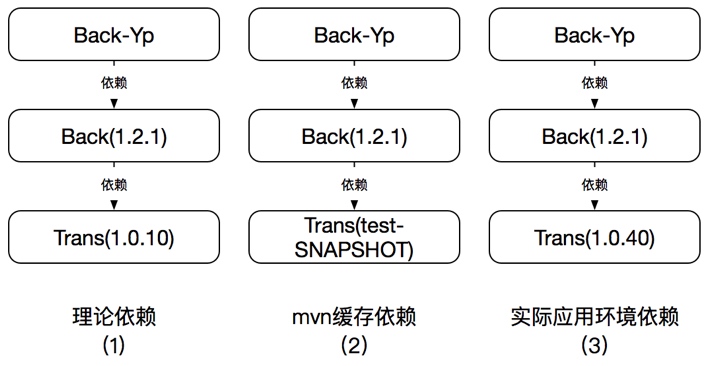 Back-Yp
依赖
Back(1.2.1)
依赖
Trans(1.0.10)
理论依赖
(1)
Back-Yp
依赖
Back(1.2.1)
依赖
Trans(test-
SNAPSHOT)
mvn缓存依赖
(2)
Back-Yp
依赖
Back(1.2.1)
依赖
Trans(1.0.40)
实际应用环境依赖
(3)